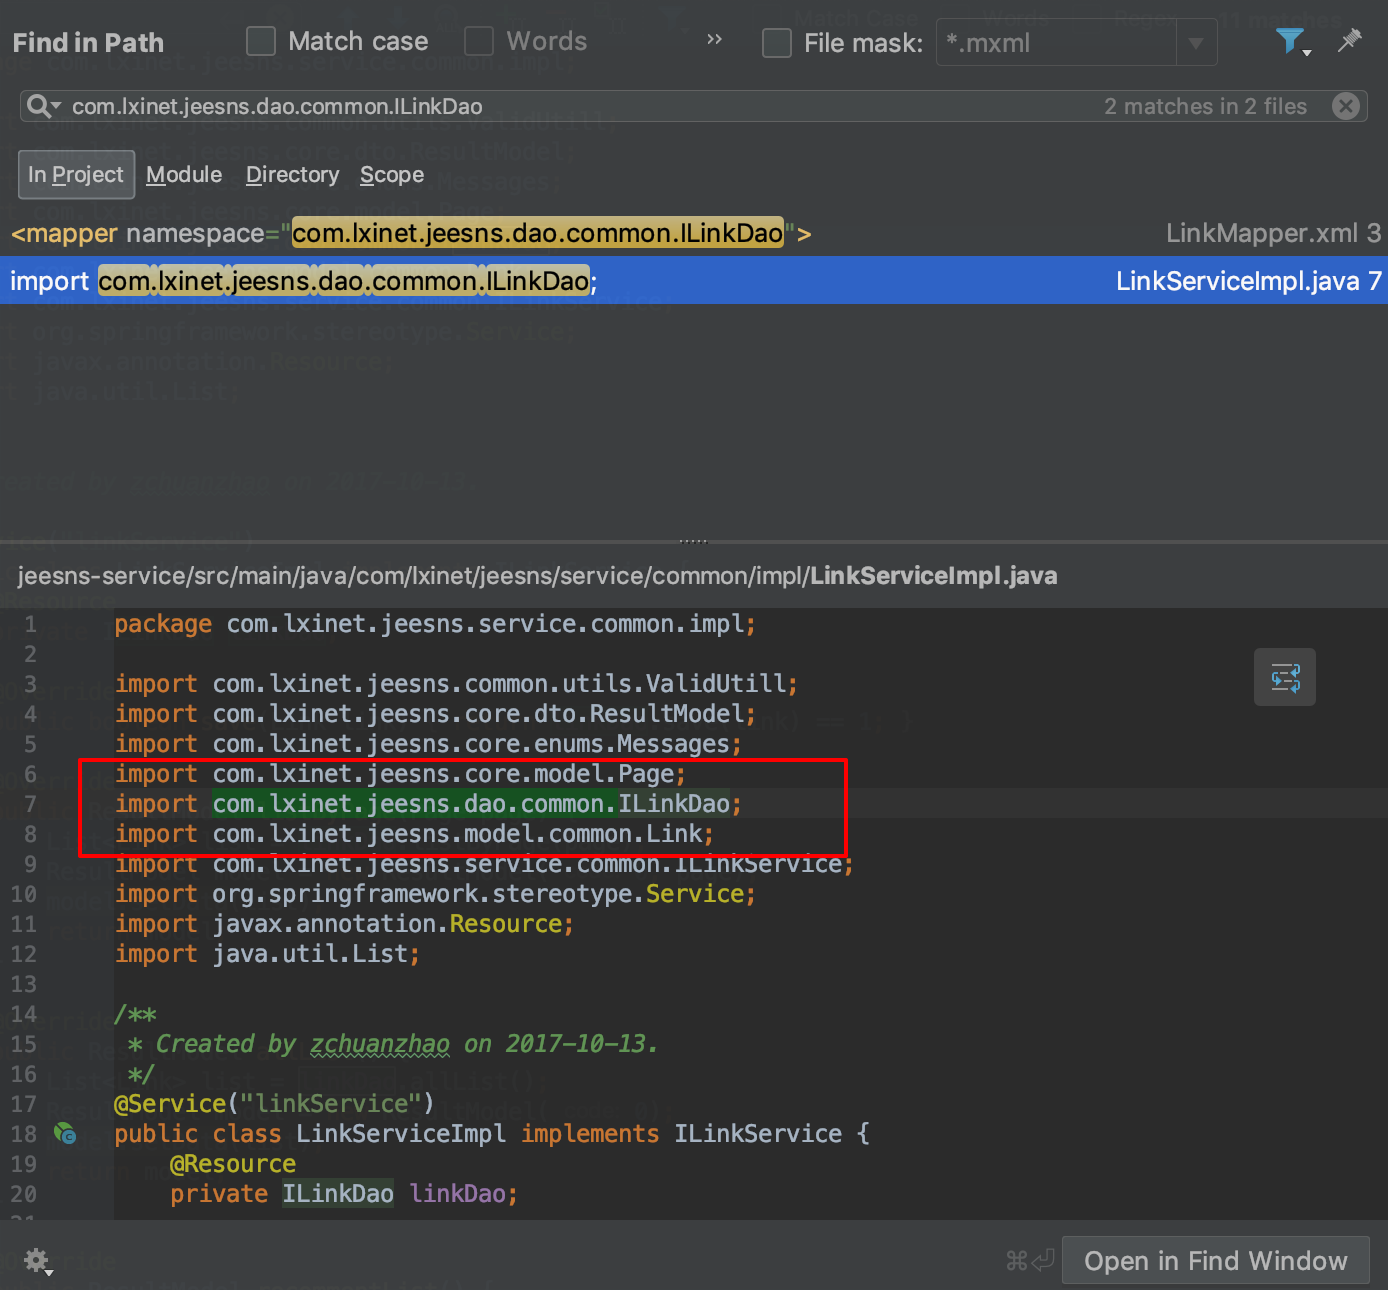 Find in Path Match case Words » File mask: *.mxml
com.lxinet.jeesns.dao.common.ILinkDao 2 matches in 2 files
In Project Module Directory Scope
<mapper namespace="com.lxinet.jeesns.dao.common.ILinkDao"> LinkMapper.xml 3
import com.lxinet.jeesns.dao.common.ILinkDao; LinkServiceImpl.java 7
jeesns-service/src/main/java/com/lxinet/jeesns/service/common/impl/LinkServiceImpl.java
1 package com.lxinet.jeesns.service.common.impl;
2
3 import com.lxinet.jeesns.common.utils.ValidUtill;
4 import com.lxinet.jeesns.core.dto.ResultModel;
5 import com.lxinet.jeesns.core.enums.Messages;
6 import com.lxinet.jeesns.core.model.Page;
7 import com.lxinet.jeesns.dao.common.ILinkDao;
8 import com.lxinet.jeesns.model.common.Link;
9 import com.lxinet.jeesns.service.common.ILinkService;
10 import org.springframework.stereotype.Service;
11 import javax.annotation.Resource;
12 import java.util.List;
13
14 /**
15 * Created by zchuanzhao on 2017-10-13.
16 */
17 @Service("linkService")
18 public class LinkServiceImpl implements ILinkService {
19 @Resource
20 private ILinkDao linkDao;
⌘⏎ Open in Find Window